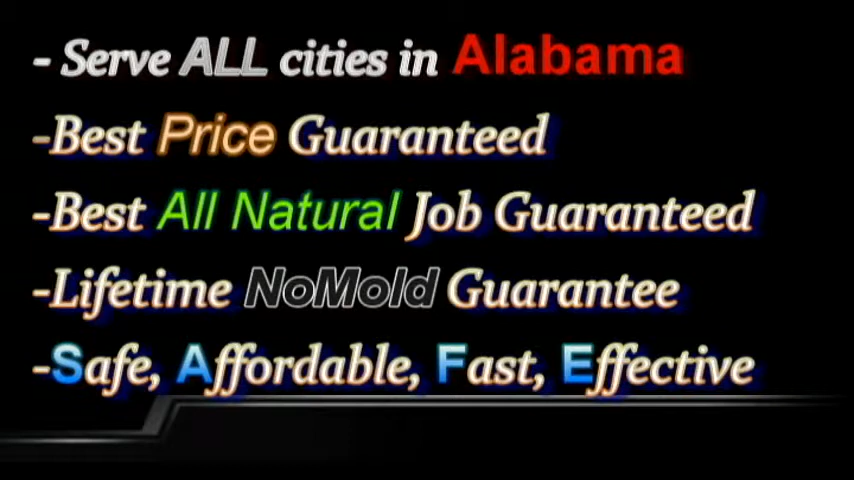 - Serve ALL cities in Alabama
-Best Price Guaranteed
-Best All Natural Job Guaranteed
-Lifetime NoMold Guarantee
-Safe, Affordable, Fast, Effective